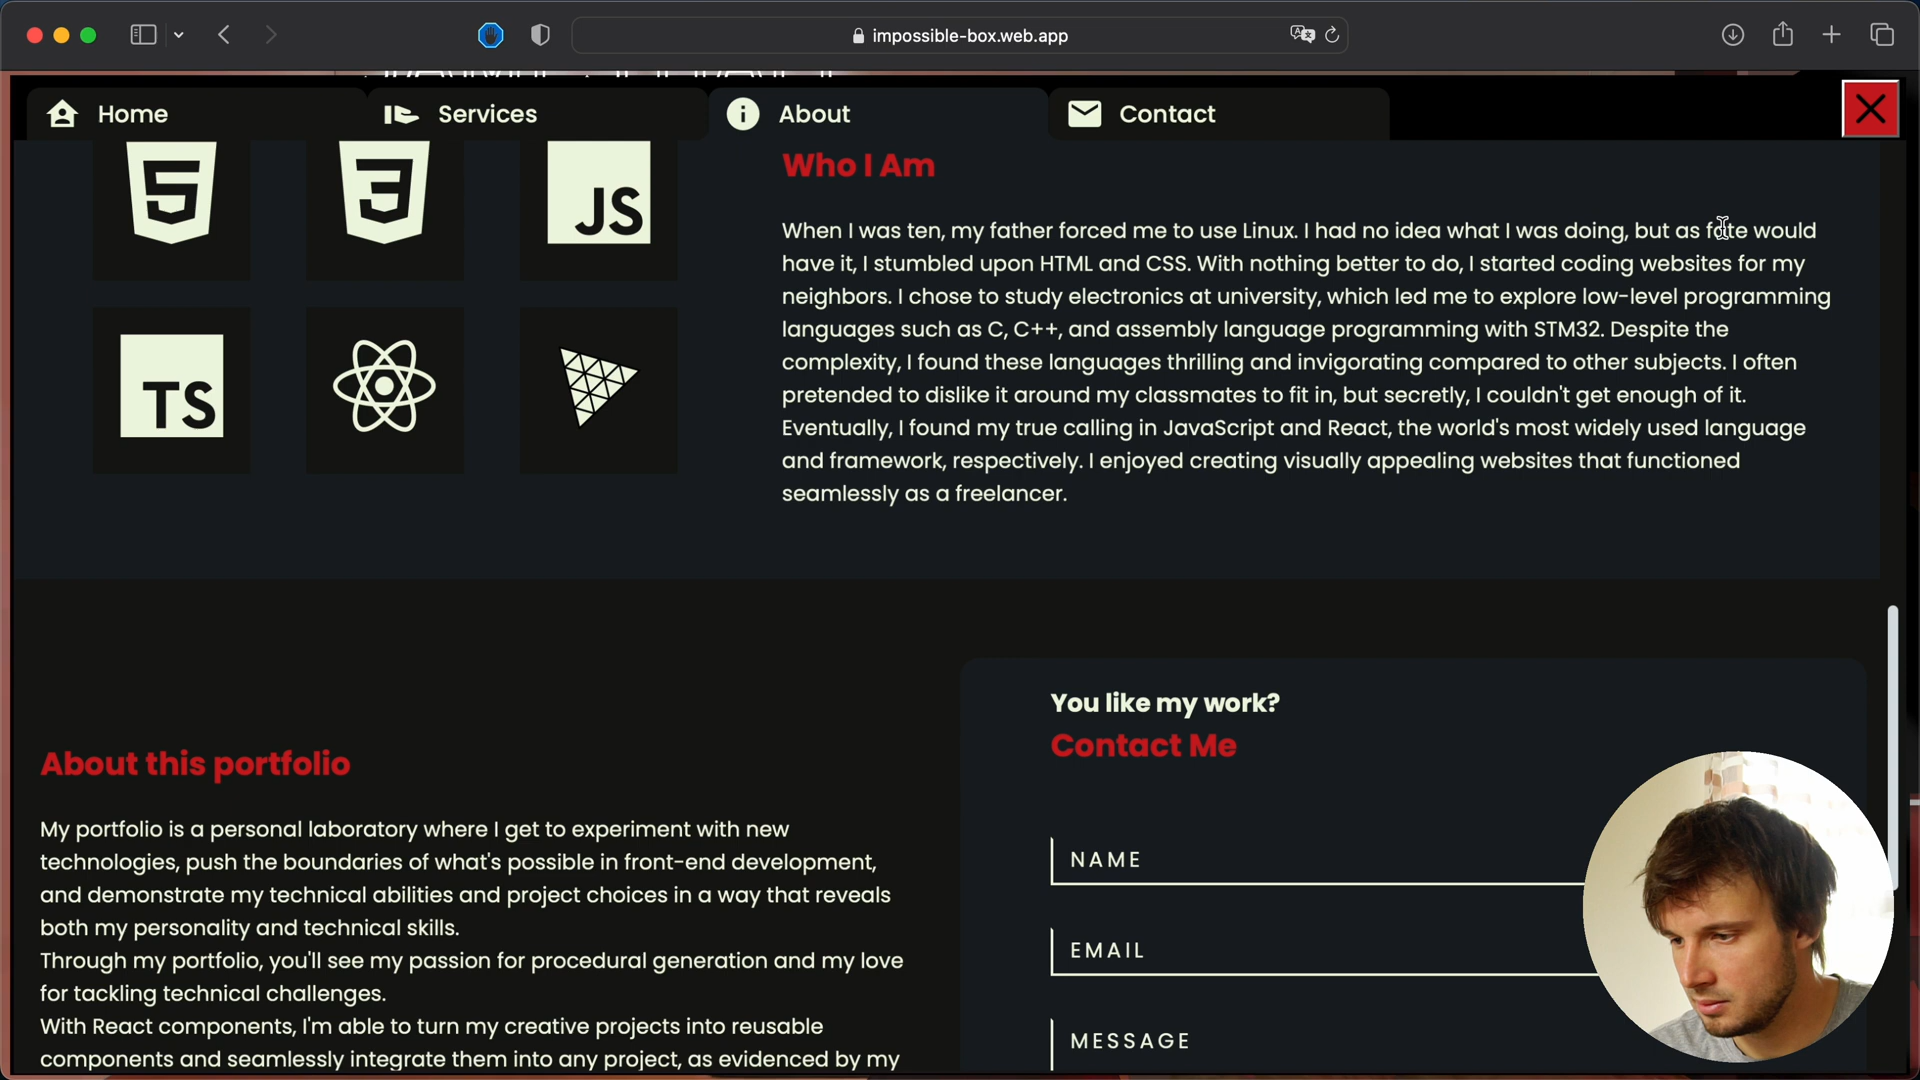 impossible-box.web.app
Home
Services
About
Contact
5
3
JS
TS
Who I Am
When I was ten, my father forced me to use Linux. I had no idea what I was doing, but as fate would
have it, I stumbled upon HTML and CSS. With nothing better to do, I started coding websites for my
neighbors. I chose to study electronics at university, which led me to explore low-level programming
languages such as C, C++, and assembly language programming with STM32. Despite the
complexity, I found these languages thrilling and invigorating compared to other subjects. I often
pretended to dislike it around my classmates to fit in, but secretly, I couldn't get enough of it.
Eventually, I found my true calling in JavaScript and React, the world's most widely used language
and framework, respectively. I enjoyed creating visually appealing websites that functioned
seamlessly as a freelancer.
About this portfolio
My portfolio is a personal laboratory where I get to experiment with new
technologies, push the boundaries of what's possible in front-end development,
and demonstrate my technical abilities and project choices in a way that reveals
both my personality and technical skills.
Through my portfolio, you'll see my passion for procedural generation and my love
for tackling technical challenges.
With React components, I'm able to turn my creative projects into reusable
components and seamlessly integrate them into any project, as evidenced by my
You like my work?
Contact Me
NAME
EMAIL
MESSAGE